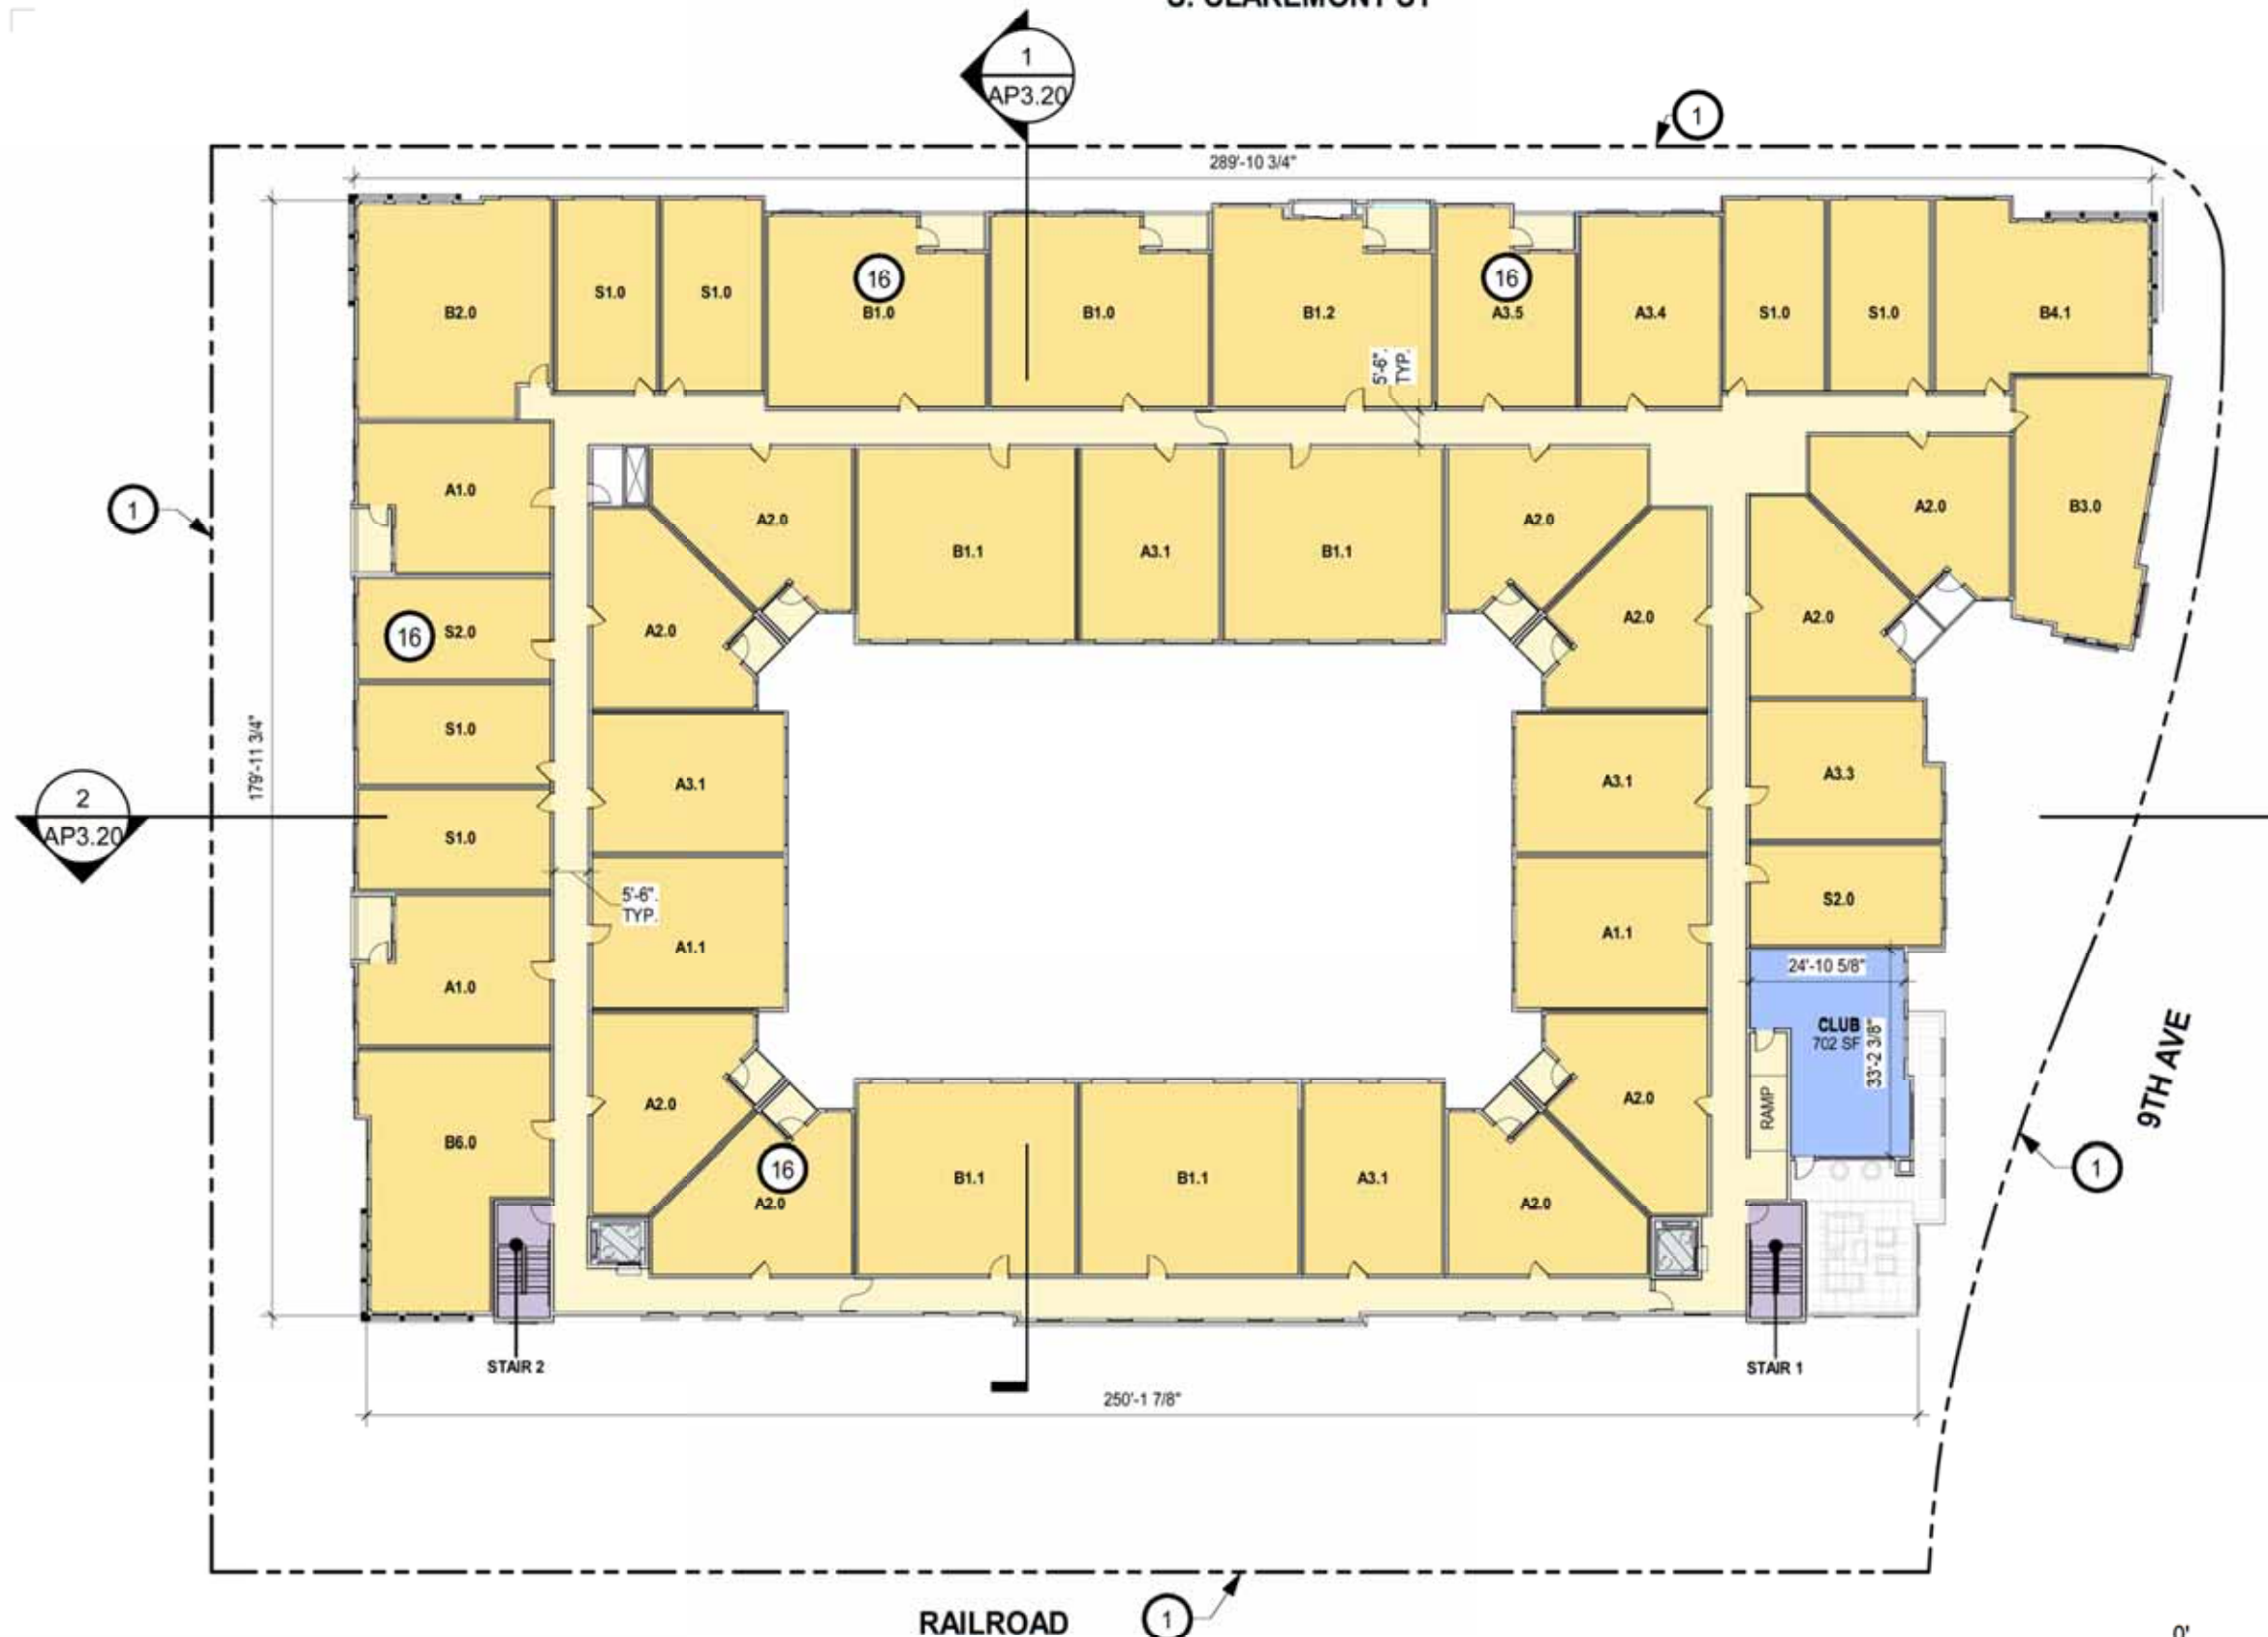 S. CLAREMONT ST
1
AP3.20
1
289'-10 3/4"
B2.0
S1.0
S1.0
16
B1.0
B1.0
B1.2
16
A3.5
A3.4
S1.0
S1.0
B4.1
5'-6".
TYP.
A1.0
A2.0
B1.1
A3.1
B1.1
A2.0
A2.0
B3.0
1
16
S2.0
A2.0
A2.0
A2.0
S1.0
A3.1
A3.1
A3.3
179'-11 3/4"
2
AP3.20
S1.0
5'-6".
TYP.
A1.1
A1.1
S2.0
A1.0
24'-10 5/8"
CLUB
702 SF
33'-2 3/8"
RAMP
9TH AVE
A2.0
A2.0
B6.0
16
A2.0
B1.1
B1.1
A3.1
A2.0
1
STAIR 2
STAIR 1
250'-1 7/8"
RAILROAD
1
0'